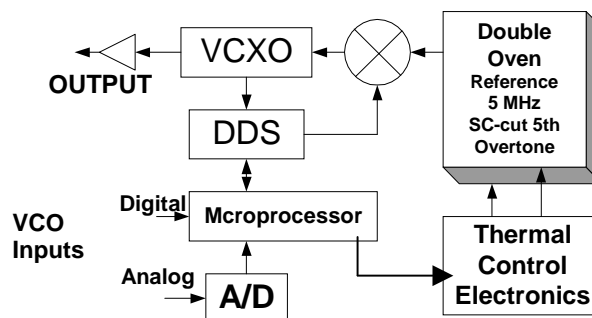 VCXO
OUTPUT
DDS
Double
Oven
Reference
5 MHz
SC-cut 5th
Overtone
VCO
Inputs
Digital
Mcroprocessor
Analog
A/D
Thermal
Control
Electronics